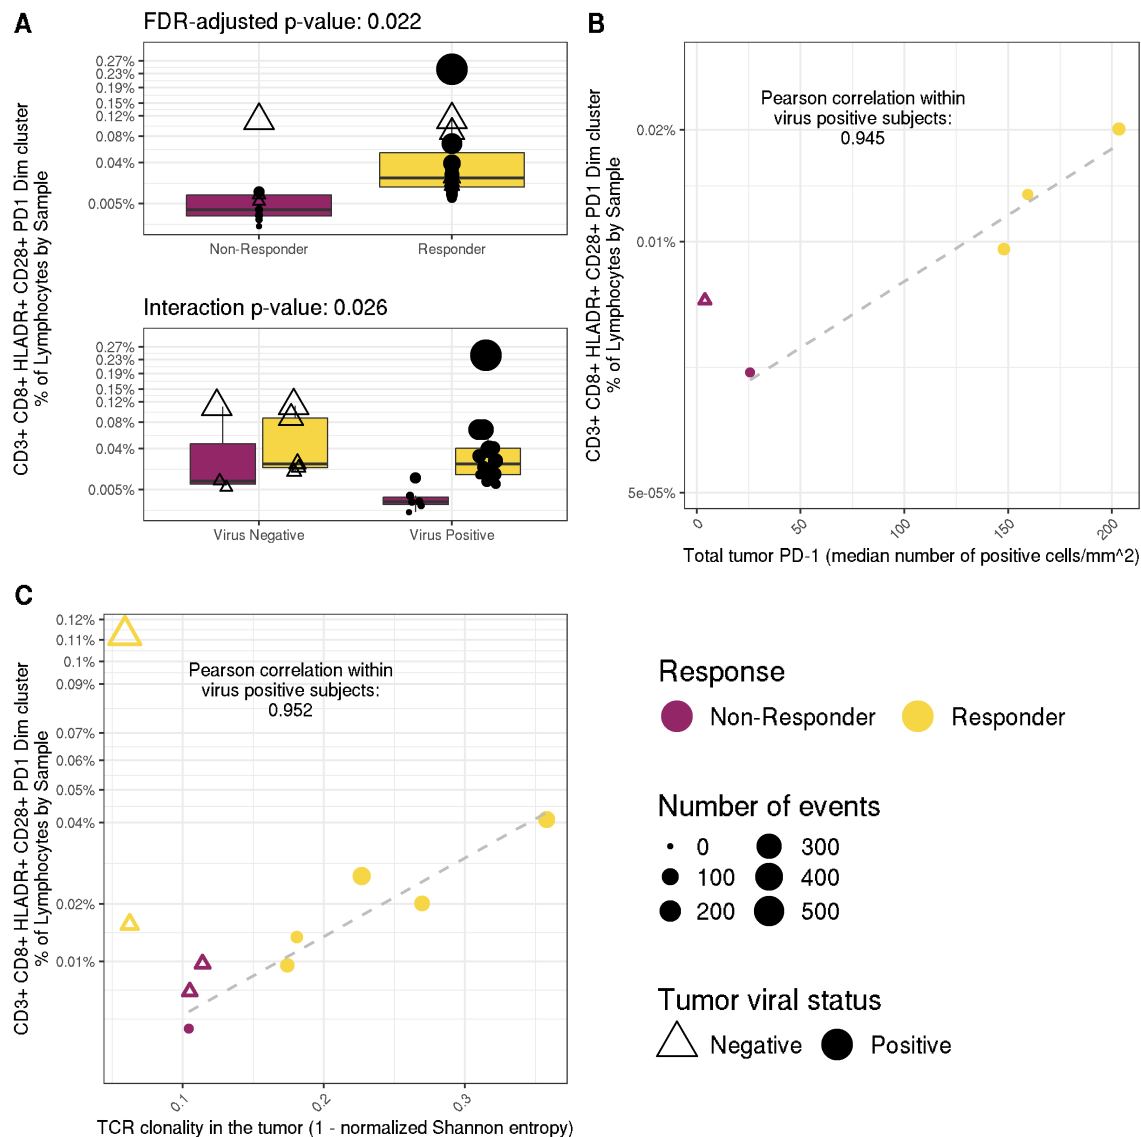 A
FDR-adjusted p-value: 0.022
CD3+ CD8+ HLADR+ CD28+ PD1 Dim cluster
% of Lymphocytes by Sample
0.27%
0.23%
0.19%
0.15%
0.12%
0.08%
0.04%
0.005%
Non-Responder
Responder
Interaction p-value: 0.026
0.27%
0.23%
0.19%
0.15%
0.12%
0.08%
0.04%
0.005%
Virus Negative
Virus Positive
B
CD3+ CD8+ HLADR+ CD28+ PD1 Dim cluster
% of Lymphocytes by Sample
Pearson correlation within
virus positive subjects:
0.945
0.02%
0.01%
5e-05%
0
50
100
150
200
Total tumor PD-1 (median number of positive cells/mm^2)
C
CD3+ CD8+ HLADR+ CD28+ PD1 Dim cluster
% of Lymphocytes by Sample
Pearson correlation within
virus positive subjects:
0.952
0.12%
0.11%
0.1%
0.09%
0.07%
0.06%
0.05%
0.04%
0.02%
0.01%
0.1
0.2
0.3
TCR clonality in the tumor (1 - normalized Shannon entropy)
Response
Non-Responder
Responder
Number of events
0
300
100
400
200
500
Tumor viral status
Negative
Positive